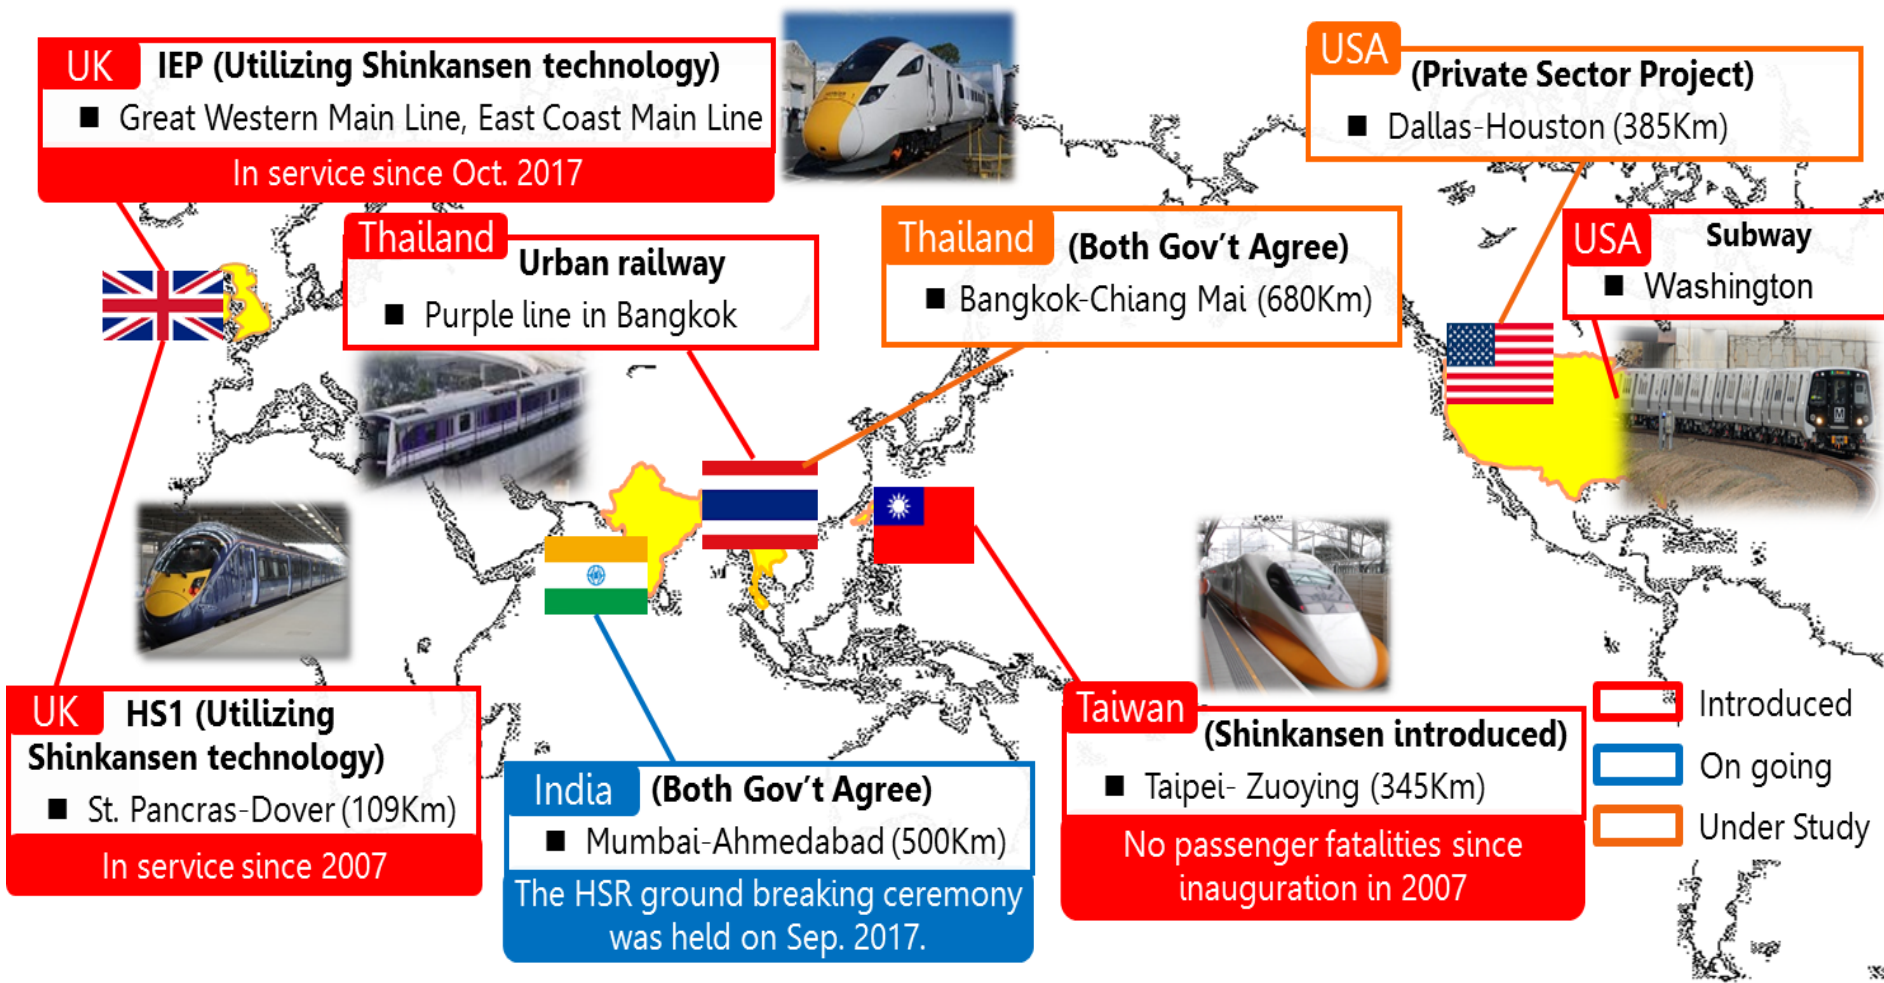 UK IEP (Utilizing Shinkansen technology)
■ Great Western Main Line, East Coast Main Line
In service since Oct. 2017
USA
(Private Sector Project)
■ Dallas-Houston (385Km)
Thailand
Urban railway
■ Purple line in Bangkok
Thailand (Both Gov't Agree)
■ Bangkok-Chiang Mai (680Km)
USA Subway
■ Washington
UK HS1 (Utilizing
Shinkansen technology)
■ St. Pancras-Dover (109Km)
In service since 2007
India (Both Gov't Agree)
■ Mumbai-Ahmedabad (500Km)
The HSR ground breaking ceremony
was held on Sep. 2017.
Taiwan
(Shinkansen introduced)
■ Taipei- Zuoying (345Km)
No passenger fatalities since
inauguration in 2007
Introduced
On going
Under Study